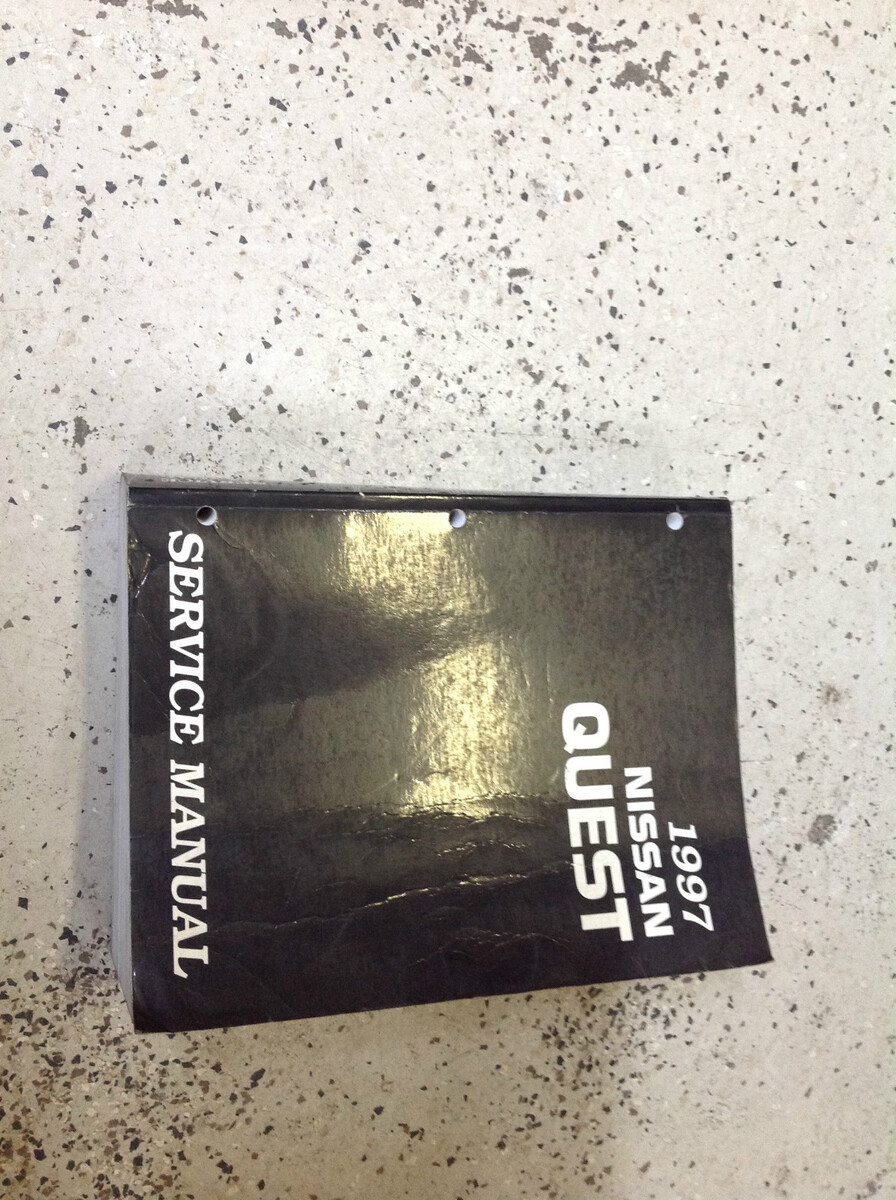 1997
NISSAN
QUEST
SERVICE MANUAL